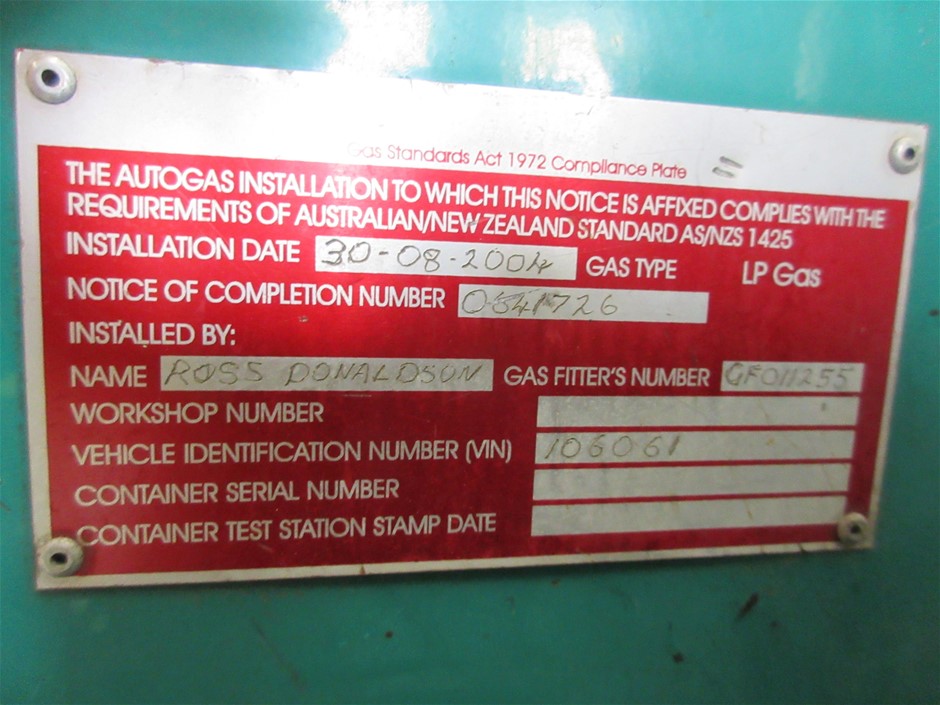 Gas Standards Act 1972 Compliance Plate
THE AUTOGAS INSTALLATION TO WHICH THIS NOTICE IS AFFIXED COMPLIES WITH THE
REQUIREMENTS OF AUSTRALIAN/NEW ZEALAND STANDARD AS/NZS 1425
INSTALLATION DATE 30-08-2004 GAS TYPE LP Gas
NOTICE OF COMPLETION NUMBER 0541726
INSTALLED BY:
NAME ROSS DONALDSON GAS FITTER'S NUMBER GF011255
WORKSHOP NUMBER
VEHICLE IDENTIFICATION NUMBER (VIN) 106061
CONTAINER SERIAL NUMBER
CONTAINER TEST STATION STAMP DATE